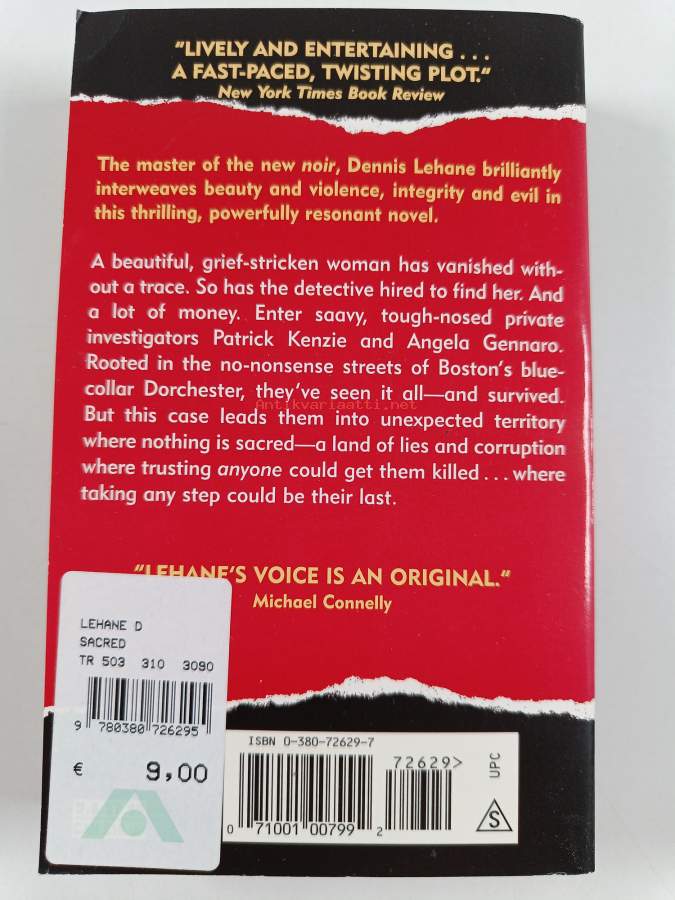 "LIVELY AND ENTERTAINING . . .
A FAST-PACED, TWISTING PLOT."
New York Times Book Review
The master of the new noir, Dennis Lehane brilliantly
interweaves beauty and violence, integrity and evil in
this thrilling, powerfully resonant novel.
A beautiful, grief-stricken woman has vanished with-
out a trace. So has the detective hired to find her. And
a lot of money. Enter saavy, tough-nosed private
investigators Patrick Kenzie and Angela Gennaro.
Rooted in the no-nonsense streets of Boston's blue-
collar Dorchester, they've seen it all—and survived.
Antikvariaatti.net
But this case leads them into unexpected territory
where nothing is sacred—a land of lies and corruption
where trusting anyone could get them killed . . . where
taking any step could be their last.
"LEHANE'S VOICE IS AN ORIGINAL."
Michael Connelly
LEHANE D
SACRED
TR 503 310 3090
9 780380 726295
€ 9,00
ISBN 0-380-72629-7
72629>
UPC
S
0 71001 00799 2